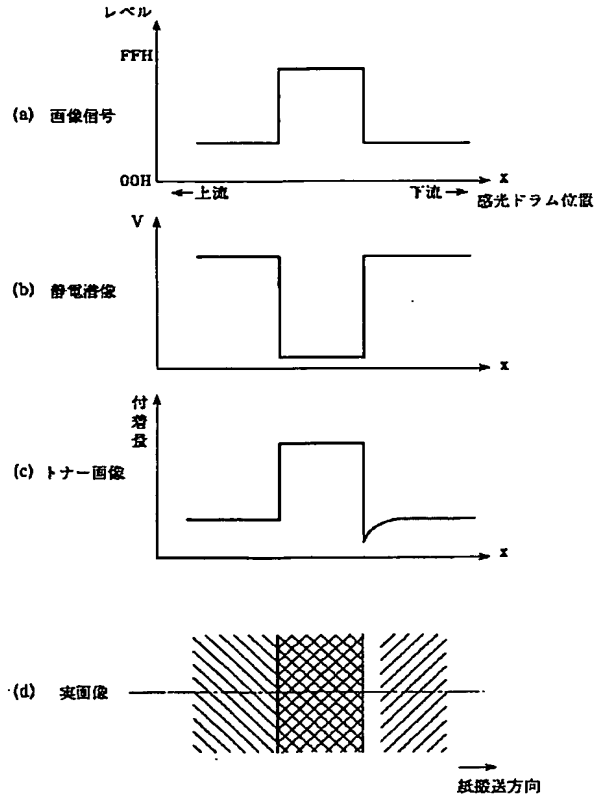 レベル
FFH
(a) 画像信号
00H
x
←上流
下流→
感光ドラム位置
V
(b) 静電潜像
x
付着量
(c) トナー画像
x
(d) 実画像
紙搬送方向